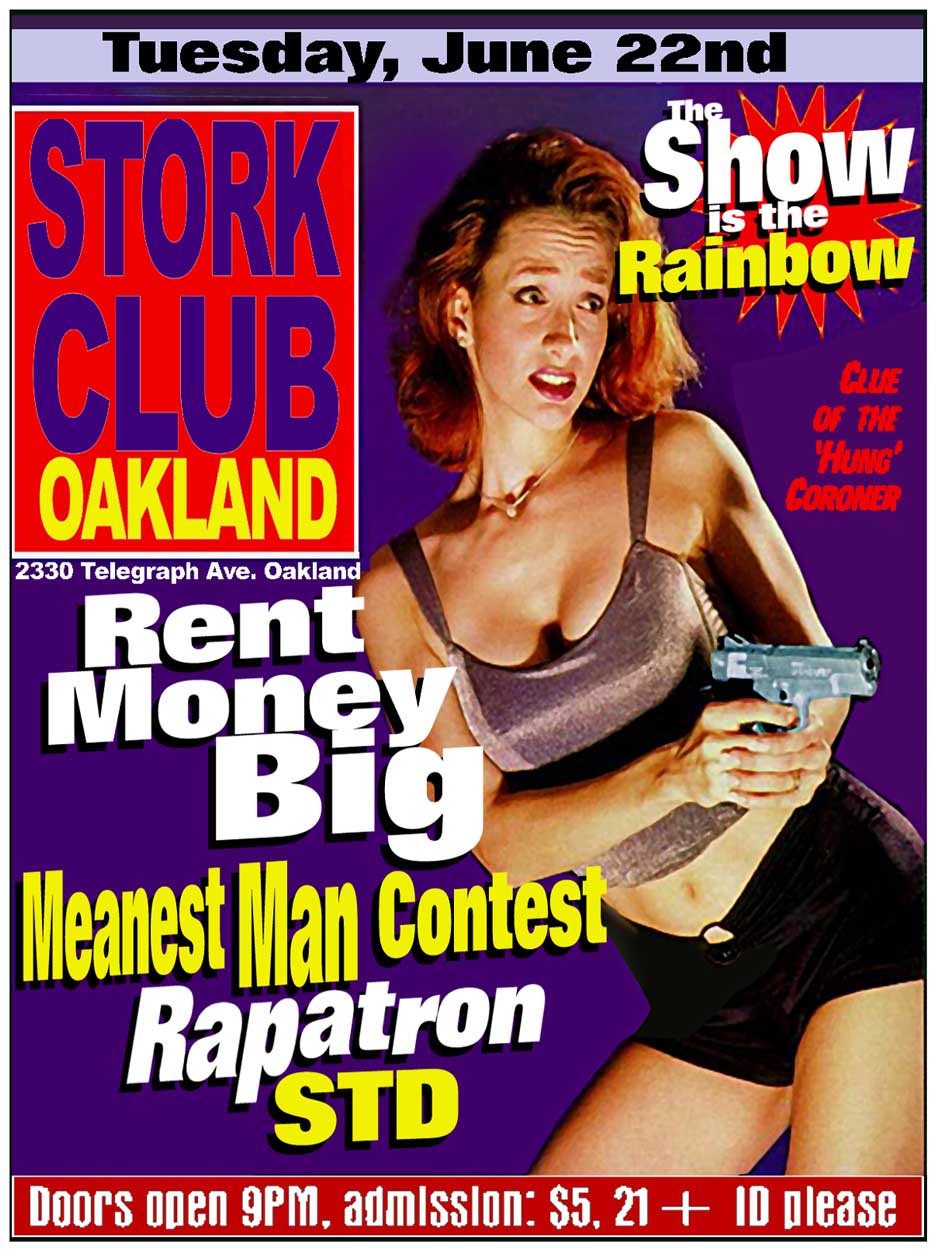 Tuesday, June 22nd
STORK
CLUB
OAKLAND
2330 Telegraph Ave. Oakland
The
Show
is the
Rainbow
CLUE
OF THE
'HUNG'
CORONER
Rent
Money
Big
Meanest Man Contest
Rapatron
STD
Doors open 9PM, admission: $5, 21+ ID please